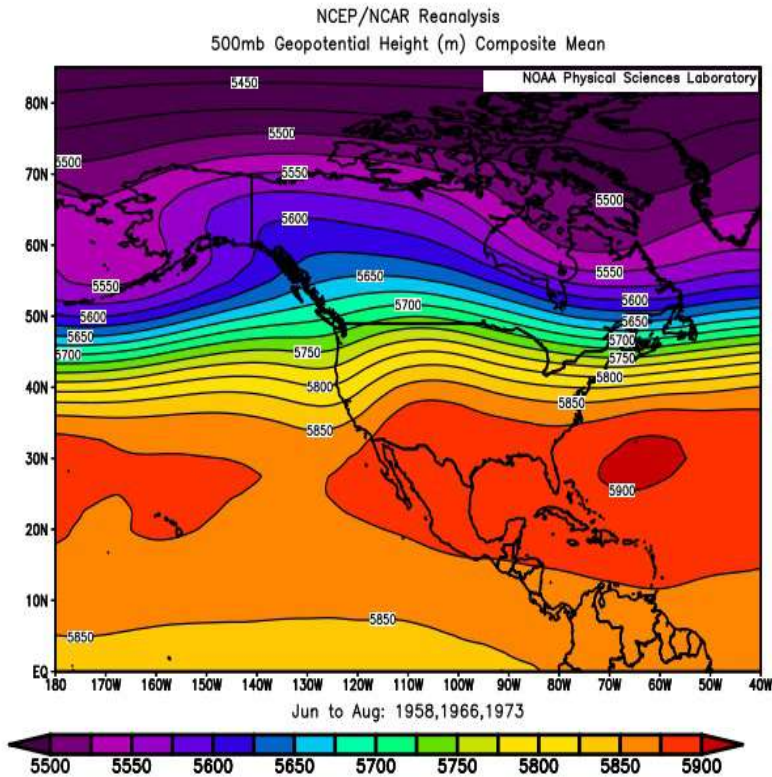 NCEP/NCAR Reanalysis
500mb Geopotential Height (m) Composite Mean
NOAA Physical Sciences Laboratory
80N
70N
60N
50N
40N
30N
20N
10N
EQ
5450
5500
5500
5550
5500
5600
5550
5550
5650
5600
5600
5700
5650
5650
5700
5700
5750
5750
5800
5800
5850
5850
5900
5850
5850
180 170W 160W 150W 140W 130W 120W 110W 100W 90W 80W 70W 60W 50W 40W
Jun to Aug: 1958,1966,1973
5500 5550 5600 5650 5700 5750 5800 5850 5900